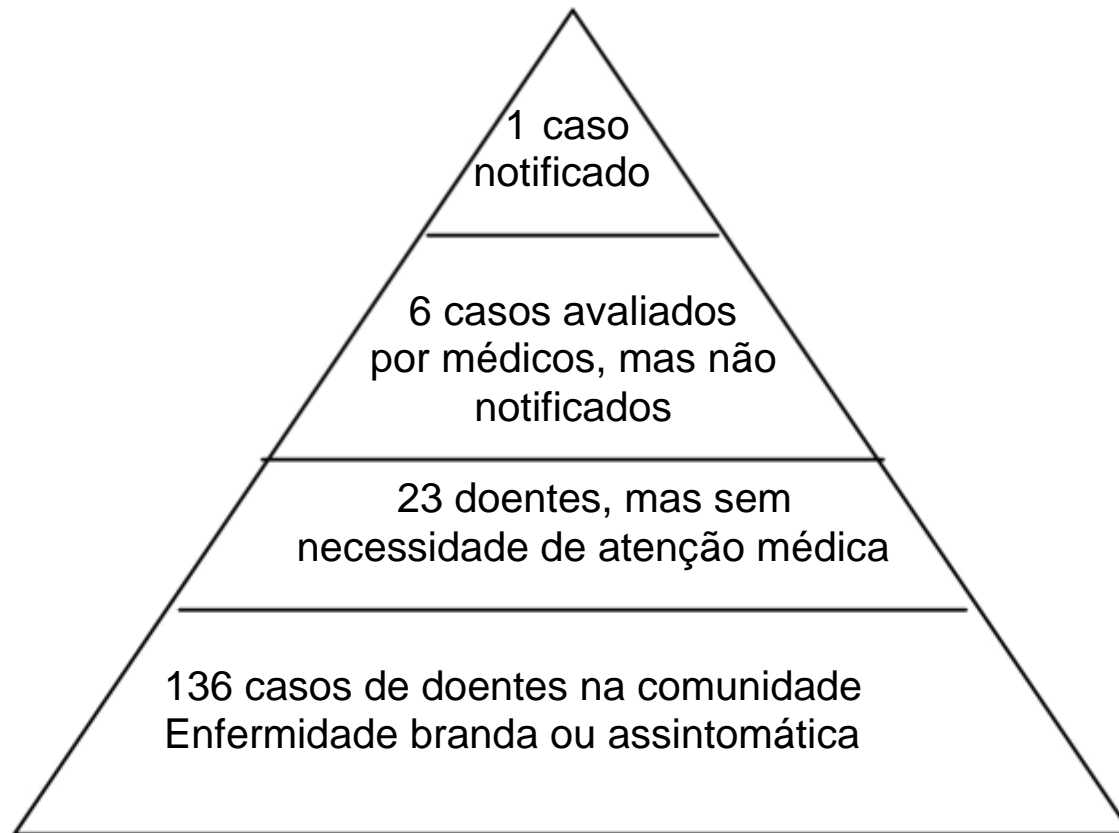 1 caso
notificado
6 casos avaliados
por médicos, mas não
notificados
23 doentes, mas sem
necessidade de atenção médica
136 casos de doentes na comunidade
Enfermidade branda ou assintomática